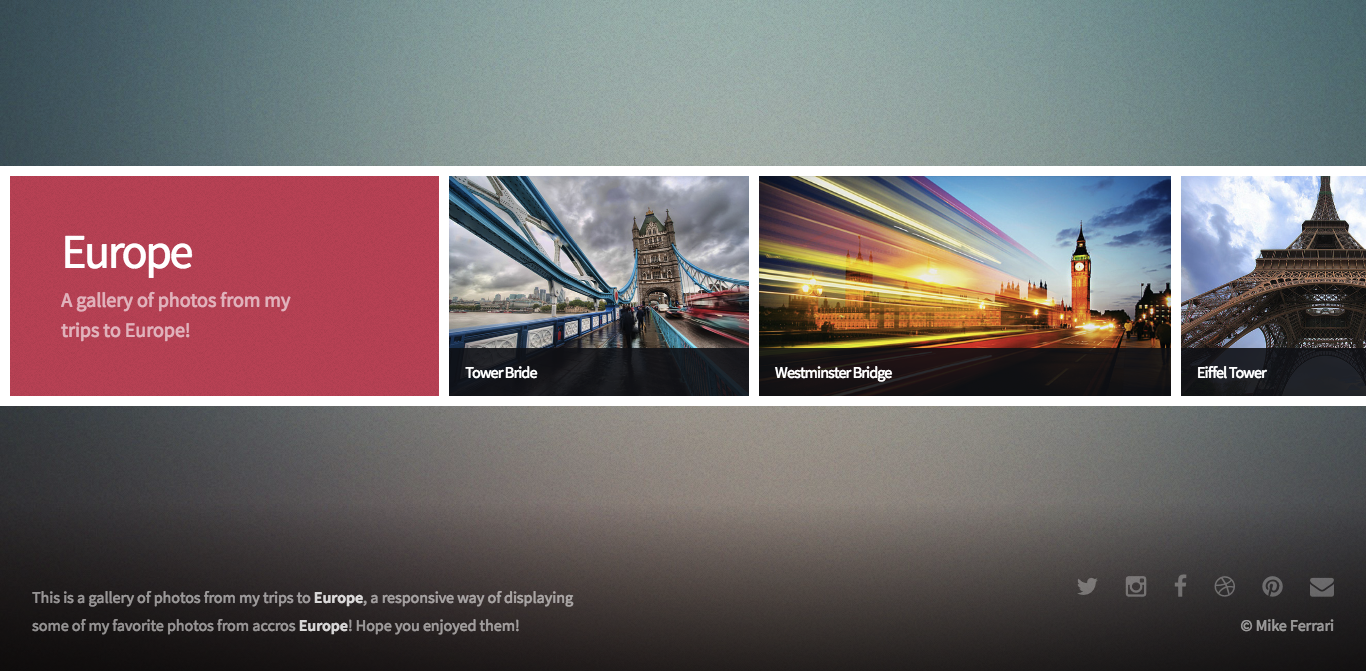 Europe
A gallery of photos from my
trips to Europe!
Tower Bride
Westminster Bridge
Eiffel Tower
This is a gallery of photos from my trips to Europe, a responsive way of displaying
some of my favorite photos from accros Europe! Hope you enjoyed them!
© Mike Ferrari